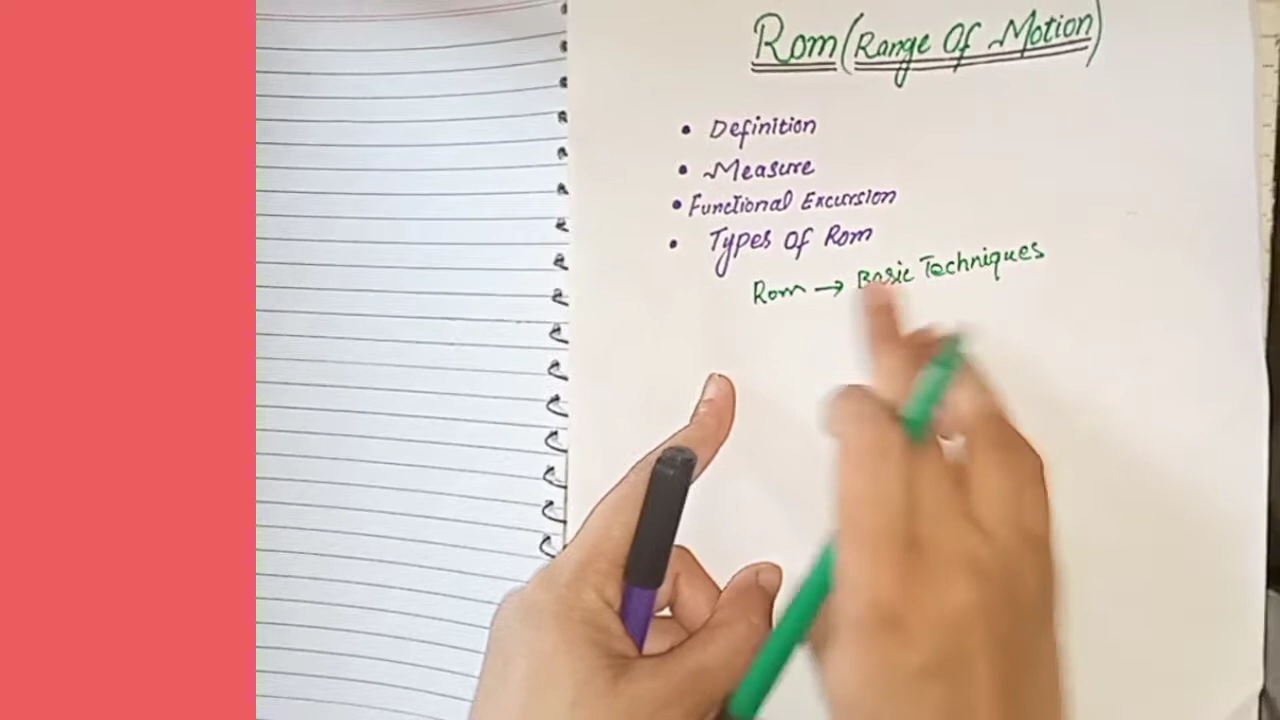 Rom (Range Of Motion)
• Definition
• Measure
• Functional Excursion
• Types Of Rom
Rom → Basic Techniques